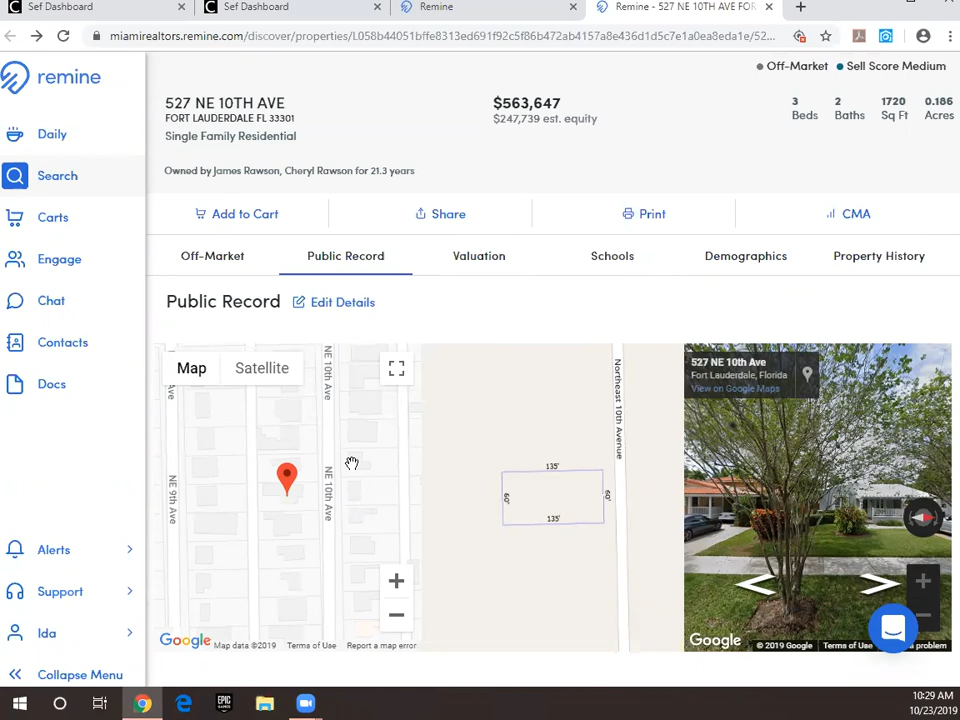 Sef Dashboard
Sef Dashboard
Remine
Remine - 527 NE 10TH AVE FOR
miamirealtors.remine.com/discover/properties/L058b44051bffe8313ed691f92c5f86b472ab4157a8e436d1d5c7e1a0ea8eda1e/52...
remine
Off-Market
Sell Score Medium
527 NE 10TH AVE
FORT LAUDERDALE FL 33301
Single Family Residential
$563,647
$247,739 est. equity
3
Beds
2
Baths
1720
Sq Ft
0.186
Acres
Owned by James Rawson, Cheryl Rawson for 21.3 years
Daily
Search
Carts
Engage
Chat
Contacts
Docs
Alerts
Support
Ida
Collapse Menu
Add to Cart
Share
Print
CMA
Off-Market
Public Record
Valuation
Schools
Demographics
Property History
Public Record
Edit Details
Map
Satellite
Ave
NE 9th Ave
NE 10th Ave
NE 10th Ave
Google
Map data ©2019
Terms of Use
Report a map error
Northeast 10th Avenue
135'
60'
60'
135'
527 NE 10th Ave
Fort Lauderdale, Florida
View on Google Maps
Google
© 2019 Google
Terms of Use
problem
EPIC
GAMES
10:29 AM
10/23/2019